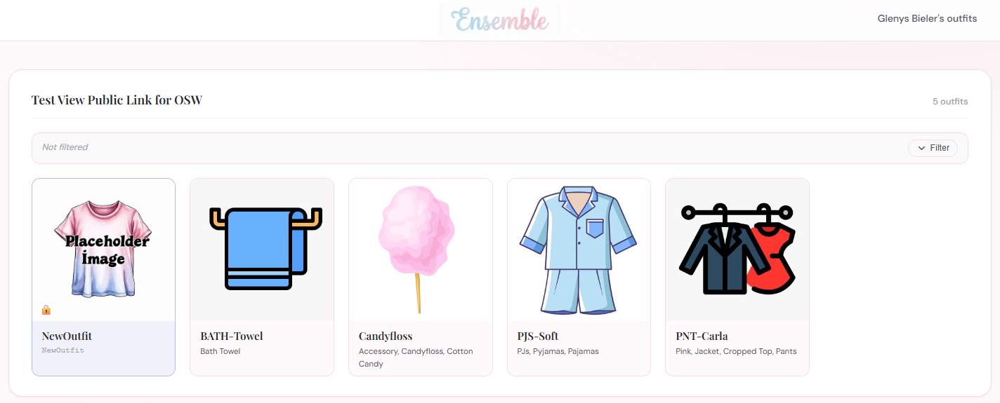 Ensemble
Glenys Bieler's outfits
Test View Public Link for OSW
5 outfits
Not filtered
Filter
Placeholder
Image
NewOutfit
NewOutfit
BATH-Towel
Bath Towel
Candyfloss
Accessory, Candyfloss, Cotton
Candy
PJS-Soft
PJs, Pyjamas, Pajamas
PNT-Carla
Pink, Jacket, Cropped Top, Pants